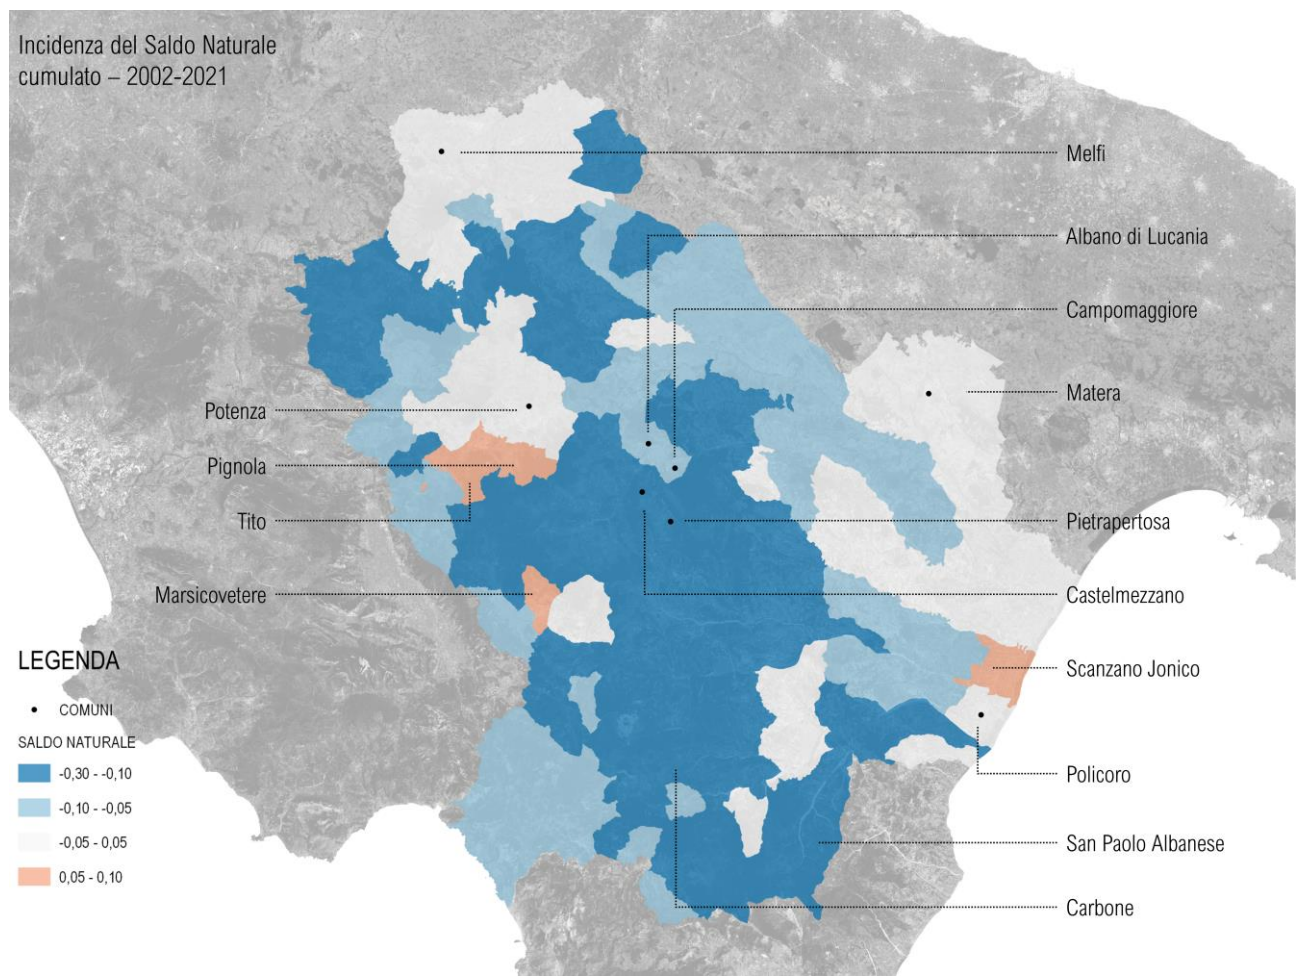 Incidenza del Saldo Naturale
cumulato – 2002-2021
Melfi
Albano di Lucania
Campomaggiore
Matera
Potenza
Pignola
Tito
Pietrapertosa
Marsicovetere
Castelmezzano
Scanzano Jonico
Policoro
San Paolo Albanese
Carbone
LEGENDA
COMUNI
SALDO NATURALE
-0,30 - -0,10
-0,10 - -0,05
-0,05 - 0,05
0,05 - 0,10